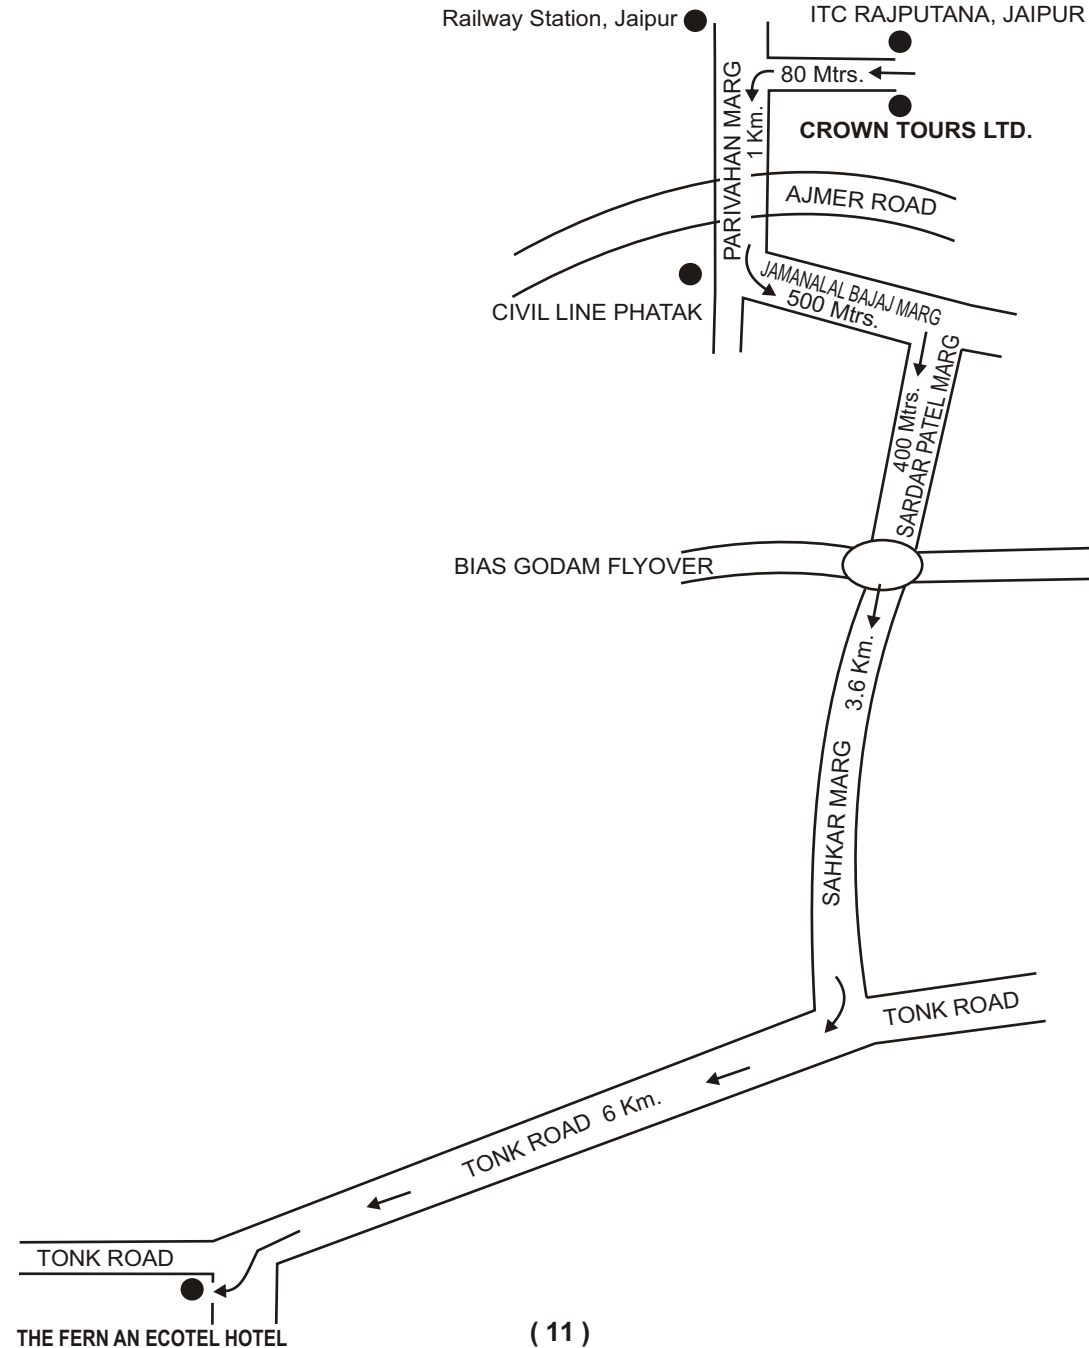 Railway Station, Jaipur
ITC RAJPUTANA, JAIPUR
80 Mtrs.
PARIVAHAN MARG
1 Km.
CROWN TOURS LTD.
AJMER ROAD
JAMANALAL BAJAJ MARG
500 Mtrs.
CIVIL LINE PHATAK
400 Mtrs.
SARDAR PATEL MARG
BIAS GODAM FLYOVER
3.6 Km.
SAHKAR MARG
TONK ROAD
TONK ROAD 6 Km.
TONK ROAD
THE FERN AN ECOTEL HOTEL
( 11 )